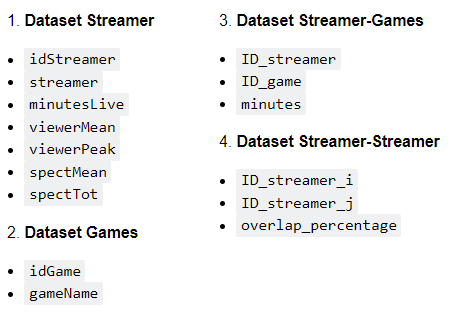 1. Dataset Streamer
• idStreamer
• streamer
• minutesLive
• viewerMean
• viewerPeak
• spectMean
• spectTot
2. Dataset Games
• idGame
• gameName
3. Dataset Streamer-Games
• ID_streamer
• ID_game
• minutes
4. Dataset Streamer-Streamer
• ID_streamer_i
• ID_streamer_j
• overlap_percentage